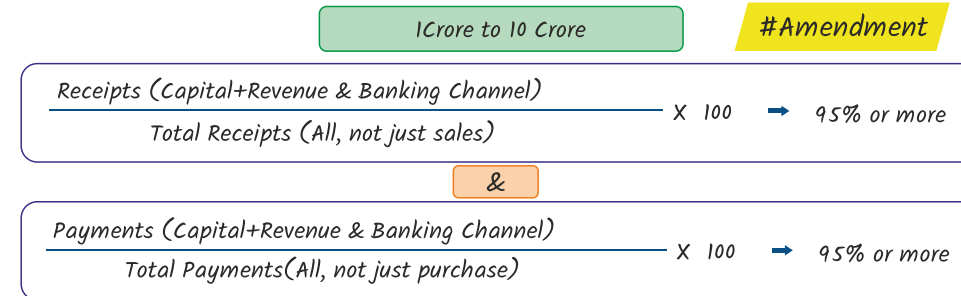 1Crore to 10 Crore
#Amendment
Receipts (Capital+Revenue & Banking Channel)
Total Receipts (All, not just sales)
X 100
95% or more
&
Payments (Capital+Revenue & Banking Channel)
Total Payments(All, not just purchase)
X 100
95% or more